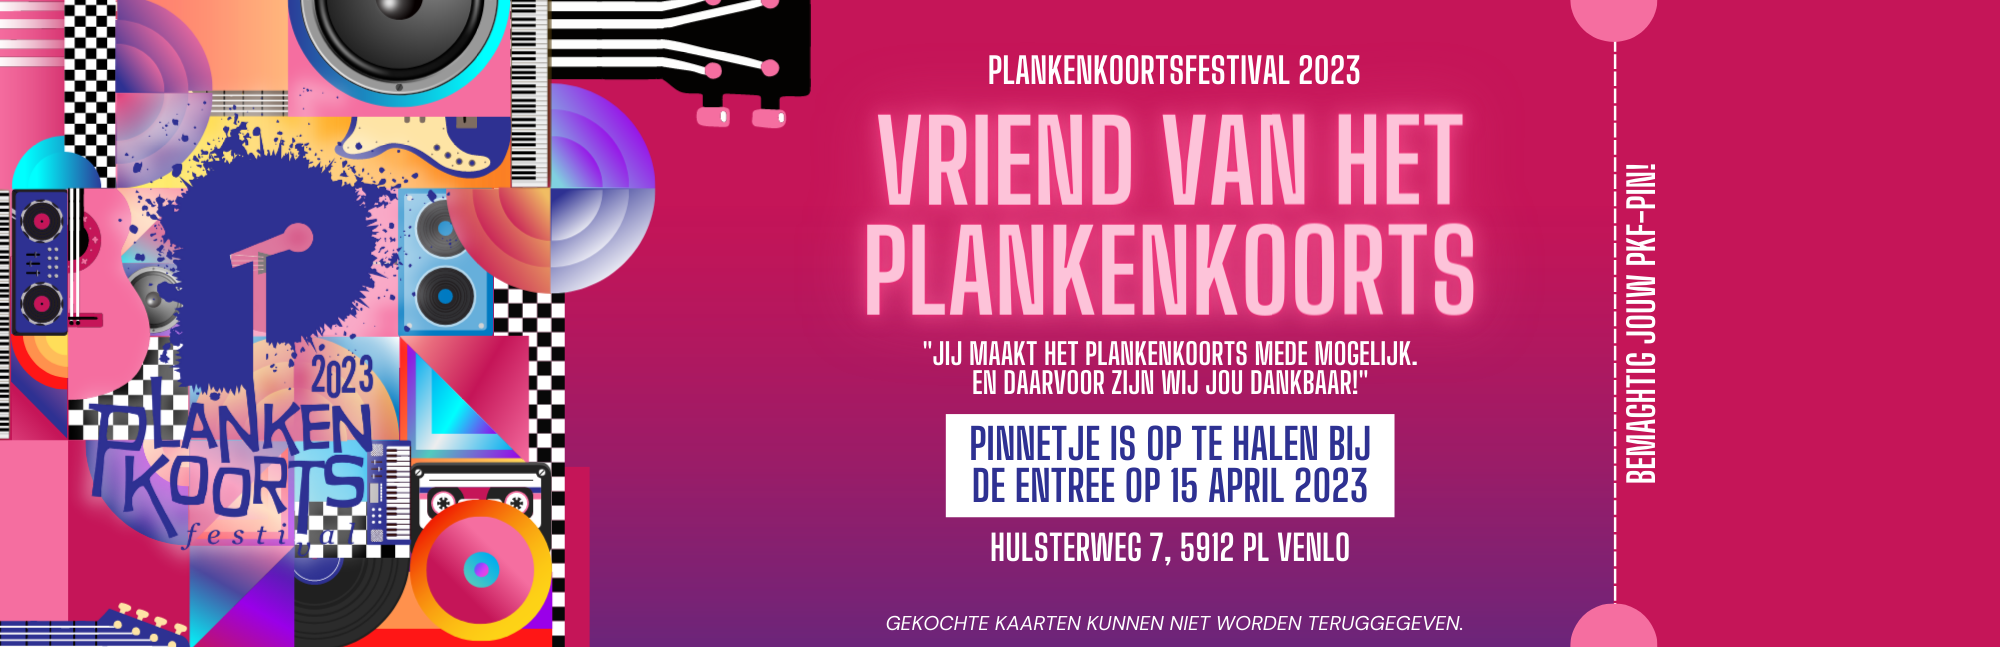 2023
PLANKEN
KOORTS
festival
PLANKENKOORTSFESTIVAL 2023
VRIEND VAN HET
PLANKENKOORTS
"JIJ MAAKT HET PLANKENKOORTS MEDE MOGELIJK.
EN DAARVOOR ZIJN WIJ JOU DANKBAAR!"
PINNETJE IS OP TE HALEN BIJ
DE ENTREE OP 15 APRIL 2023
HULSTERWEG 7, 5912 PL VENLO
GEKOCHTE KAARTEN KUNNEN NIET WORDEN TERUGGEGEVEN.
BEMACHTIG JOUW PKF-PIN!